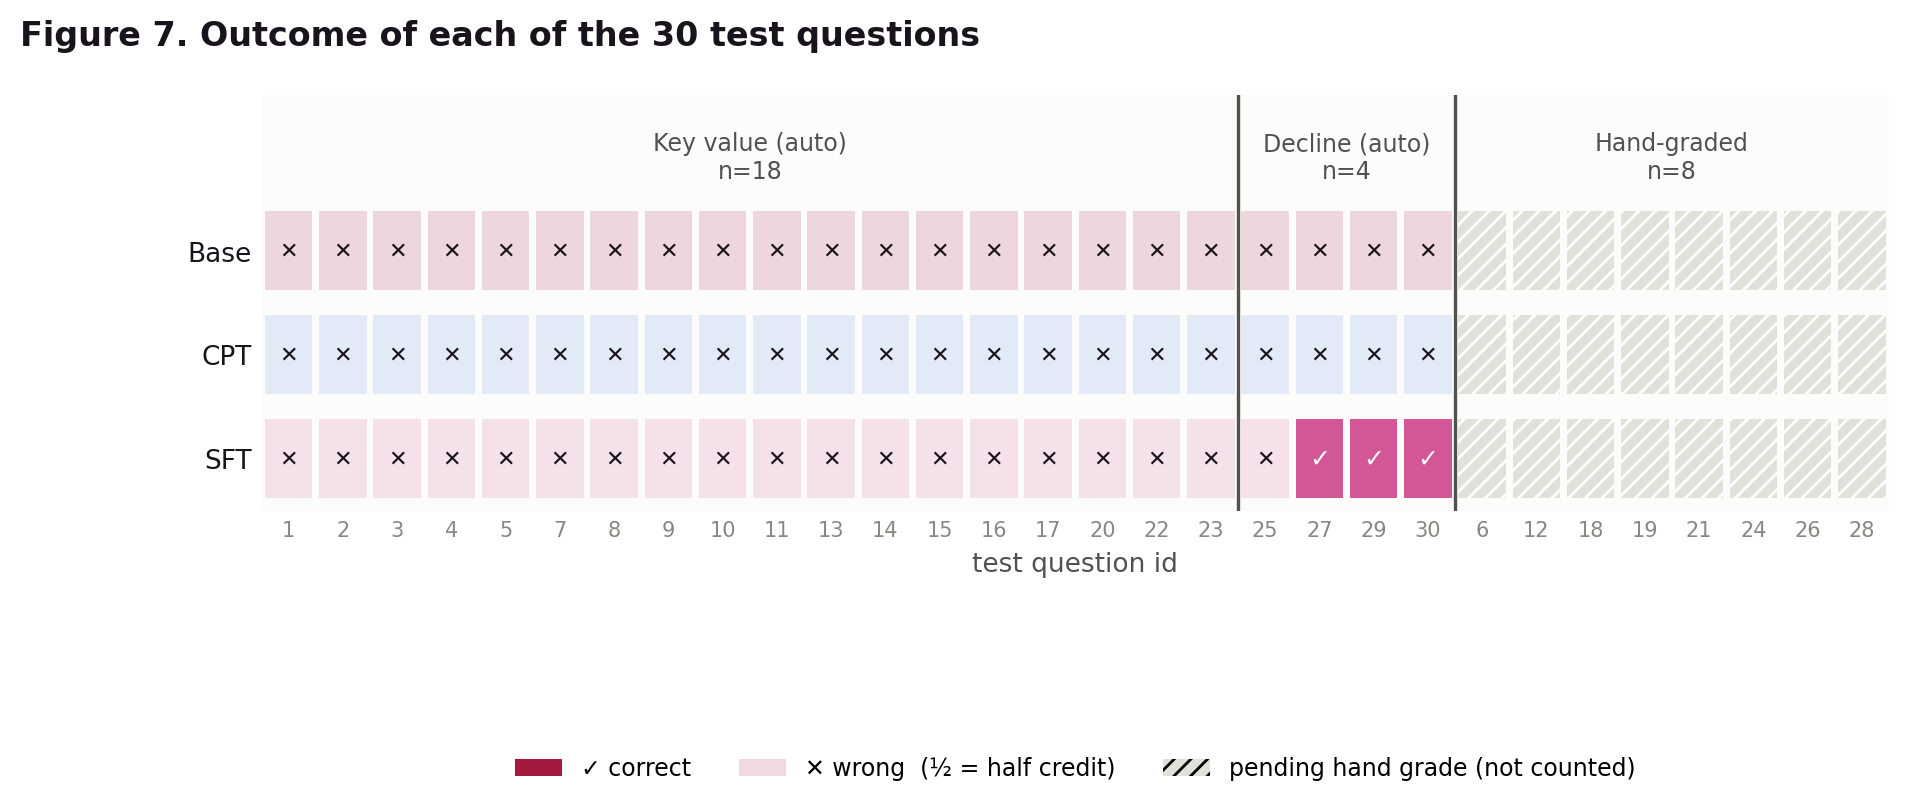 Figure 7. Outcome of each of the 30 test questions
Key value (auto)
n=18
Decline (auto)
n=4
Hand-graded
n=8
Base ✕ ✕ ✕ ✕ ✕ ✕ ✕ ✕ ✕ ✕ ✕ ✕ ✕ ✕ ✕ ✕ ✕ ✕ ✕ ✕ ✕ ✕
CPT ✕ ✕ ✕ ✕ ✕ ✕ ✕ ✕ ✕ ✕ ✕ ✕ ✕ ✕ ✕ ✕ ✕ ✕ ✕ ✕ ✕ ✕
SFT ✕ ✕ ✕ ✕ ✕ ✕ ✕ ✕ ✕ ✕ ✕ ✕ ✕ ✕ ✕ ✕ ✕ ✕ ✕ ✓ ✓ ✓
1 2 3 4 5 7 8 9 10 11 13 14 15 16 17 20 22 23 25 27 29 30 6 12 18 19 21 24 26 28
test question id
✓ correct ✕ wrong (½ = half credit) pending hand grade (not counted)